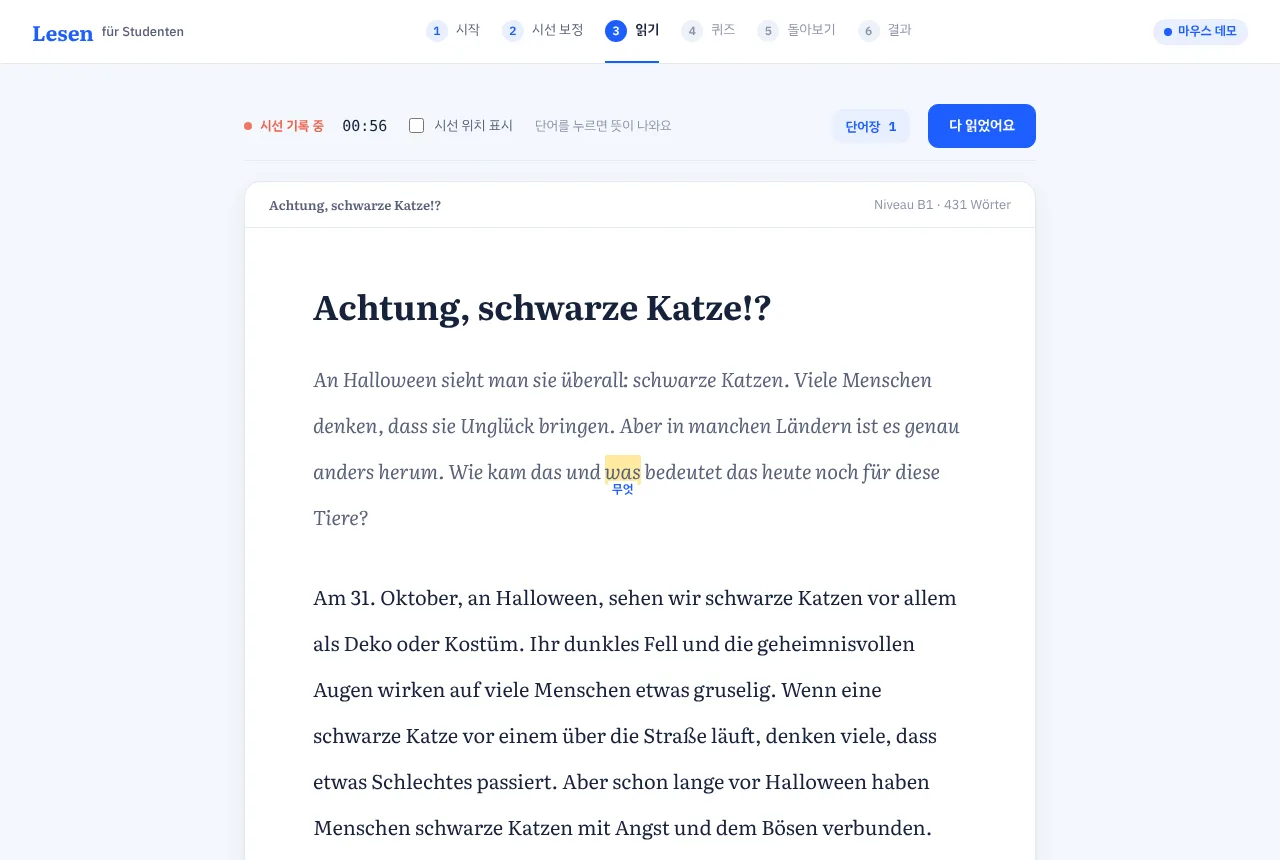 Lesen für Studenten
1 시작 2 시선 보정 3 읽기 4 퀴즈 5 돌아보기 6 결과
마우스 데모
시선 기록 중 00:56 시선 위치 표시 단어를 누르면 뜻이 나와요 단어장 1 다 읽었어요
Achtung, schwarze Katze!? Niveau B1 · 431 Wörter
Achtung, schwarze Katze!?
An Halloween sieht man sie überall: schwarze Katzen. Viele Menschen
denken, dass sie Unglück bringen. Aber in manchen Ländern ist es genau
anders herum. Wie kam das und was bedeutet das heute noch für diese
무엇
Tiere?
Am 31. Oktober, an Halloween, sehen wir schwarze Katzen vor allem
als Deko oder Kostüm. Ihr dunkles Fell und die geheimnisvollen
Augen wirken auf viele Menschen etwas gruselig. Wenn eine
schwarze Katze vor einem über die Straße läuft, denken viele, dass
etwas Schlechtes passiert. Aber schon lange vor Halloween haben
Menschen schwarze Katzen mit Angst und dem Bösen verbunden.